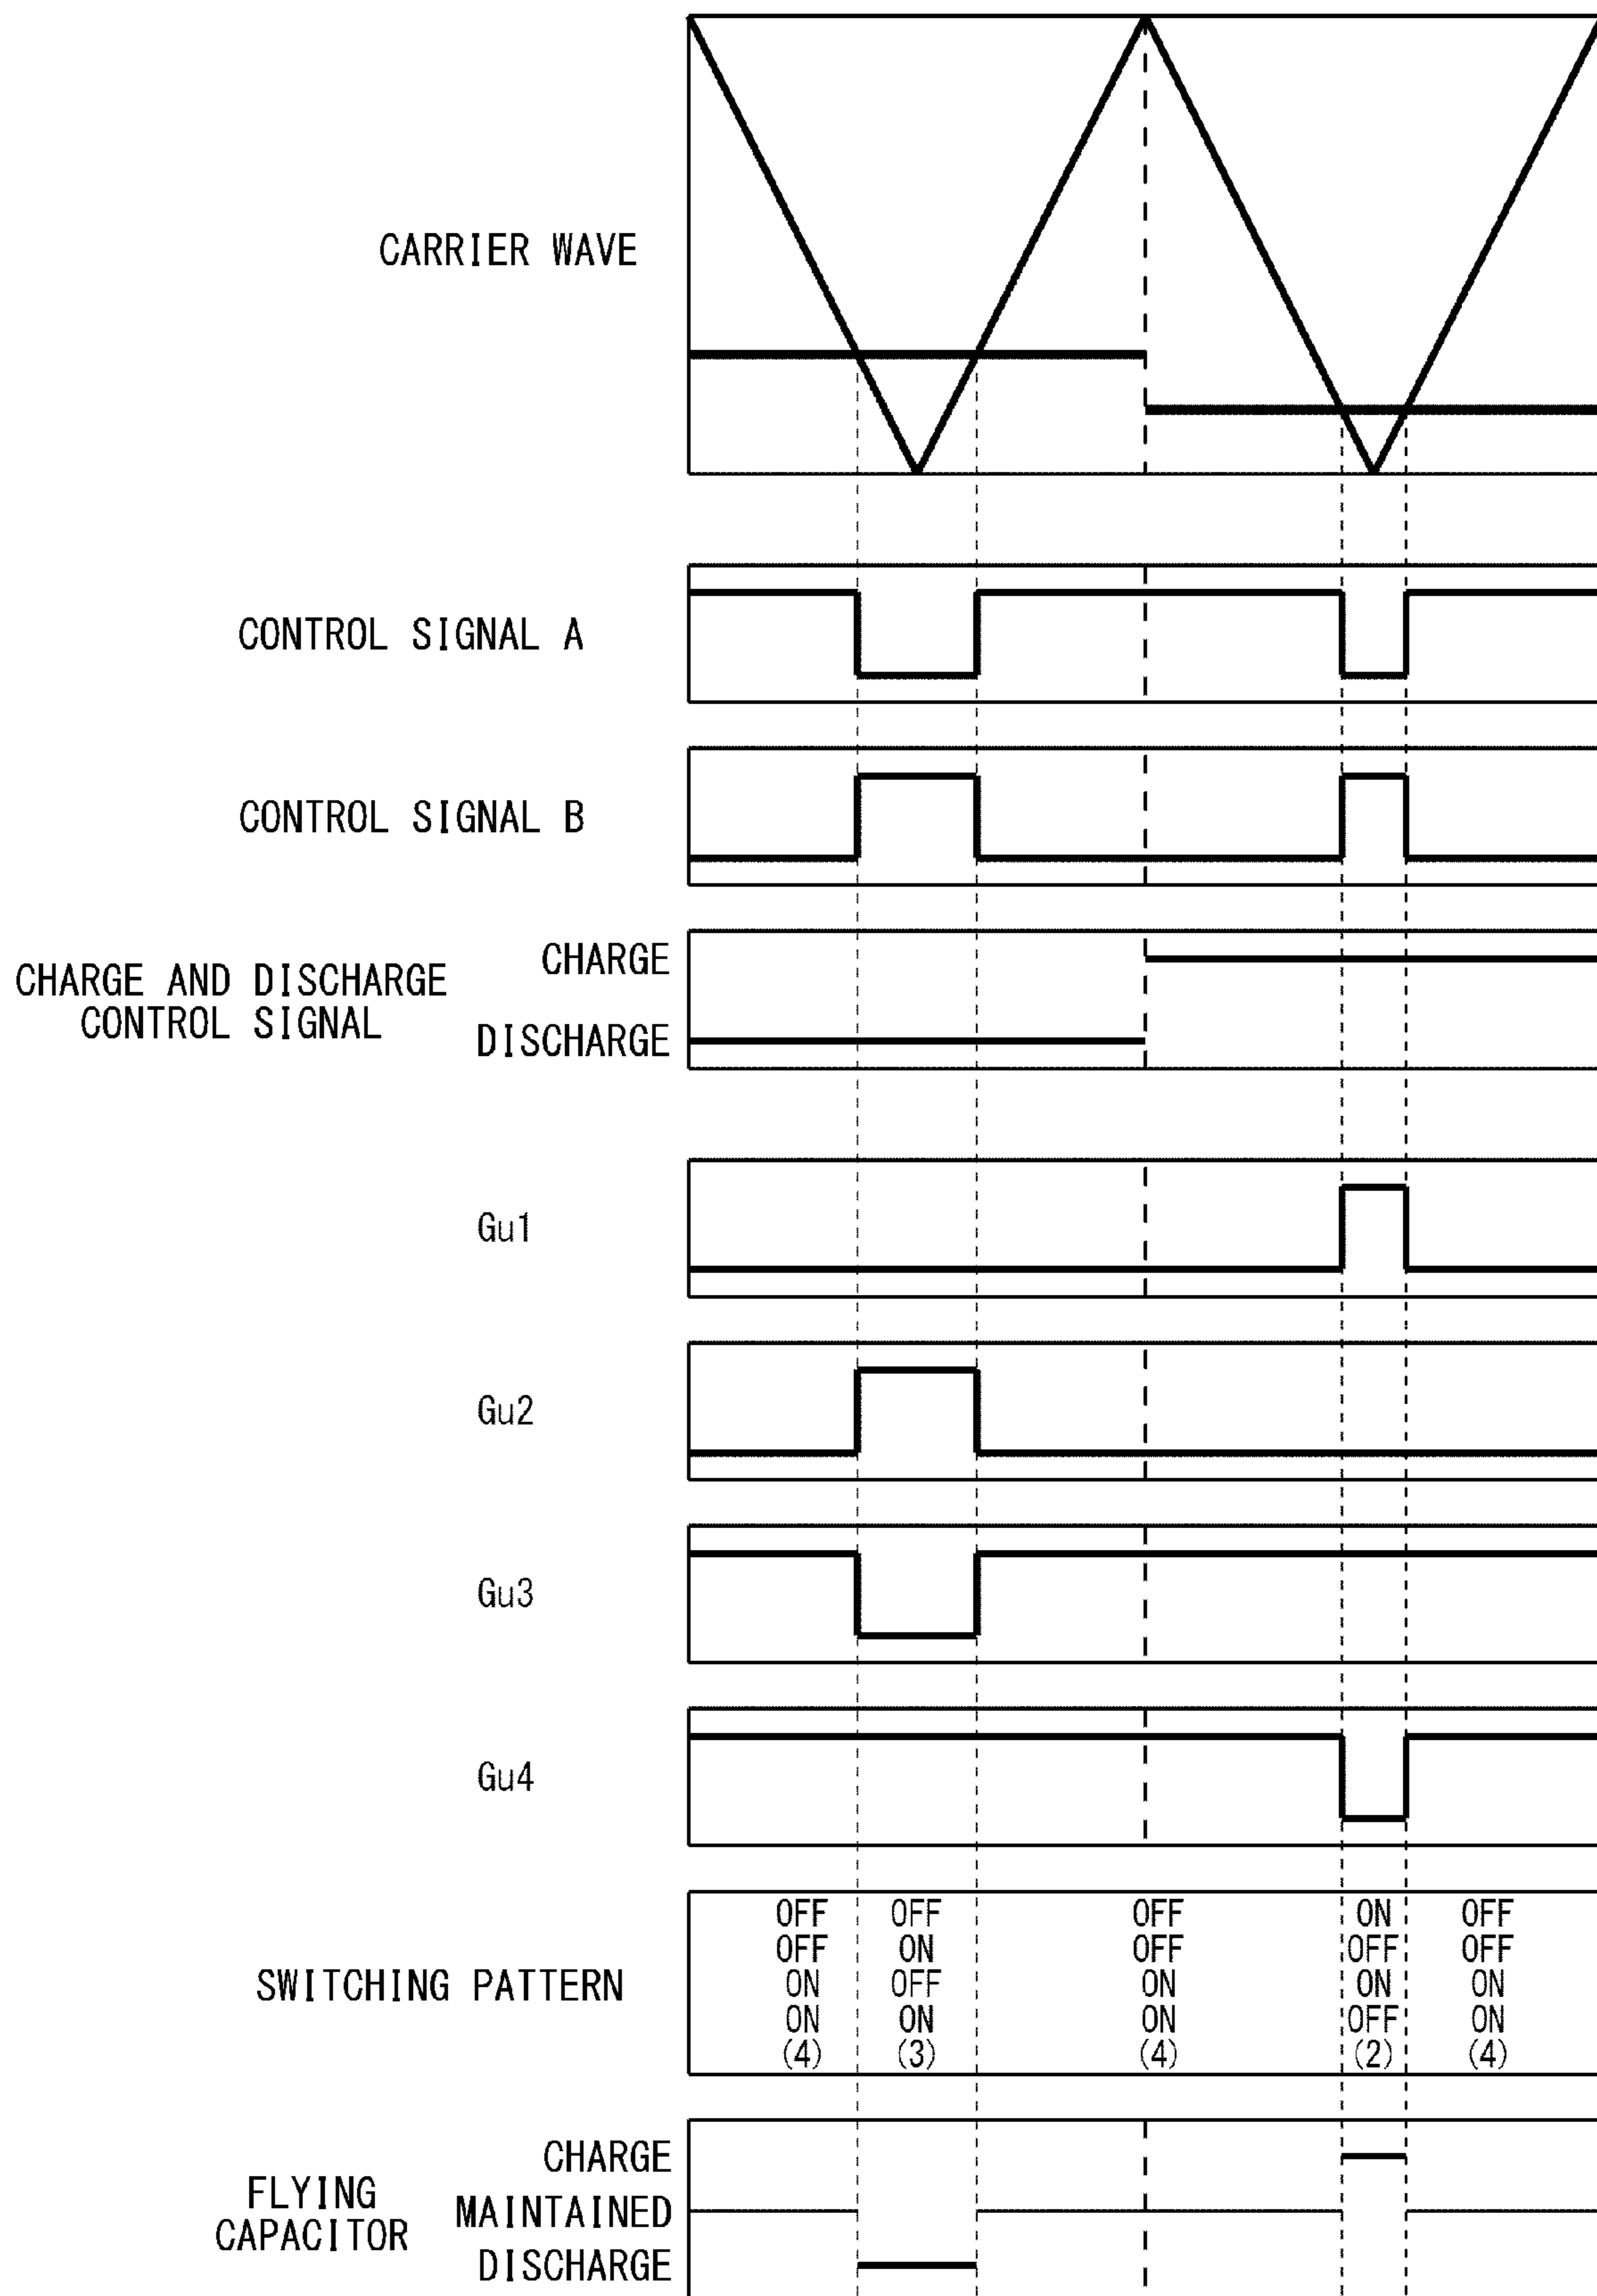 CARRIER WAVE
CONTROL SIGNAL A
CONTROL SIGNAL B
CHARGE AND DISCHARGE
CONTROL SIGNAL
CHARGE
DISCHARGE
Gu1
Gu2
Gu3
Gu4
SWITCHING PATTERN
OFF OFF OFF ON OFF
OFF ON OFF OFF OFF
ON OFF ON ON ON
ON ON ON OFF ON
(4) (3) (4) (2) (4)
FLYING
CAPACITOR
CHARGE
MAINTAINED
DISCHARGE